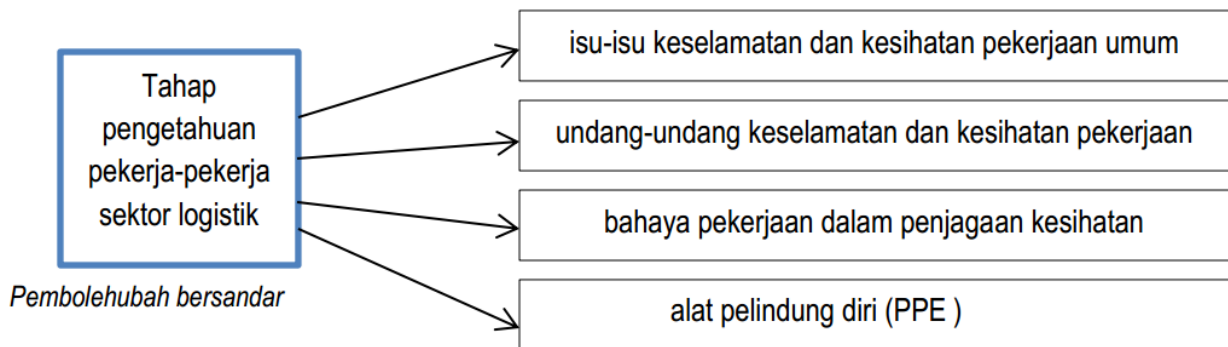 Tahap
pengetahuan
pekerja-pekerja
sektor logistik
Pembolehubah bersandar
isu-isu keselamatan dan kesihatan pekerjaan umum
undang-undang keselamatan dan kesihatan pekerjaan
bahaya pekerjaan dalam penjagaan kesihatan
alat pelindung diri (PPE )